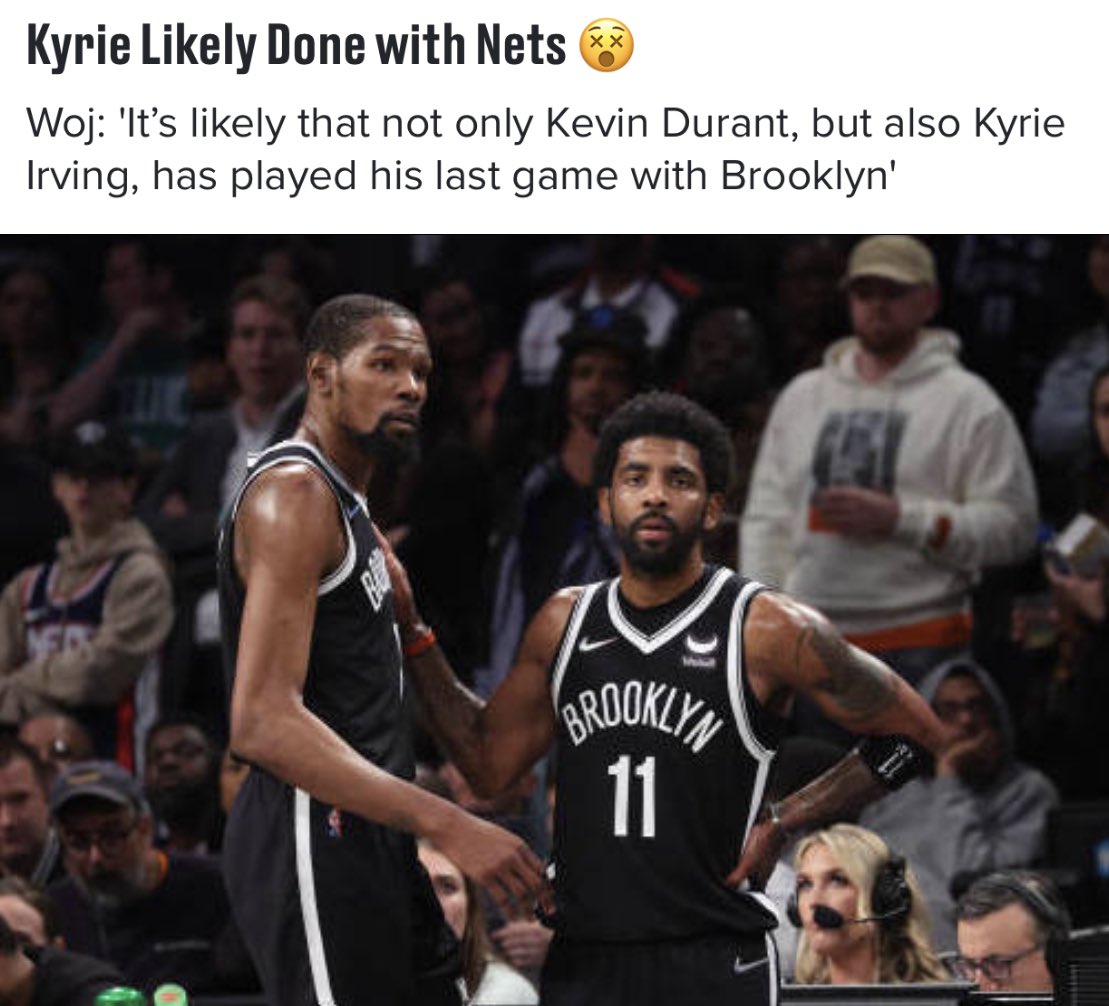 Kyrie Likely Done with Nets 😵
Woj: 'It’s likely that not only Kevin Durant, but also Kyrie
Irving, has played his last game with Brooklyn'
BROOKLYN
11